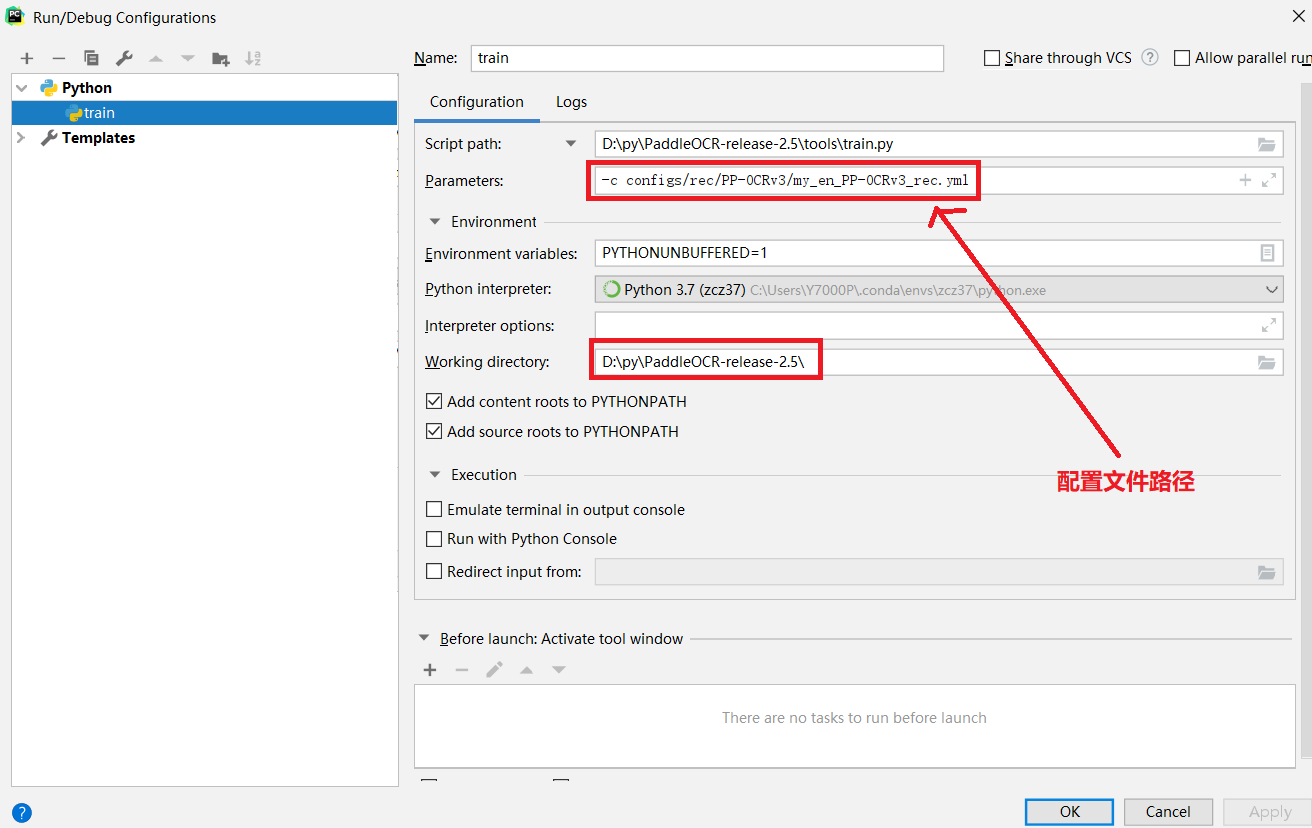 Run/Debug Configurations
Name: train
Share through VCS
Allow parallel run
Python
train
Templates
Configuration
Logs
Script path: D:\py\PaddleOCR-release-2.5\tools\train.py
Parameters: -c configs/rec/PP-OCRv3/my_en_PP-OCRv3_rec.yml
Environment
Environment variables: PYTHONUNBUFFERED=1
Python interpreter: Python 3.7 (zcz37) C:\Users\Y7000P\.conda\envs\zcz37\python.exe
Interpreter options:
Working directory: D:\py\PaddleOCR-release-2.5\
Add content roots to PYTHONPATH
Add source roots to PYTHONPATH
Execution
配置文件路径
Emulate terminal in output console
Run with Python Console
Redirect input from:
Before launch: Activate tool window
There are no tasks to run before launch
OK
Cancel
Apply